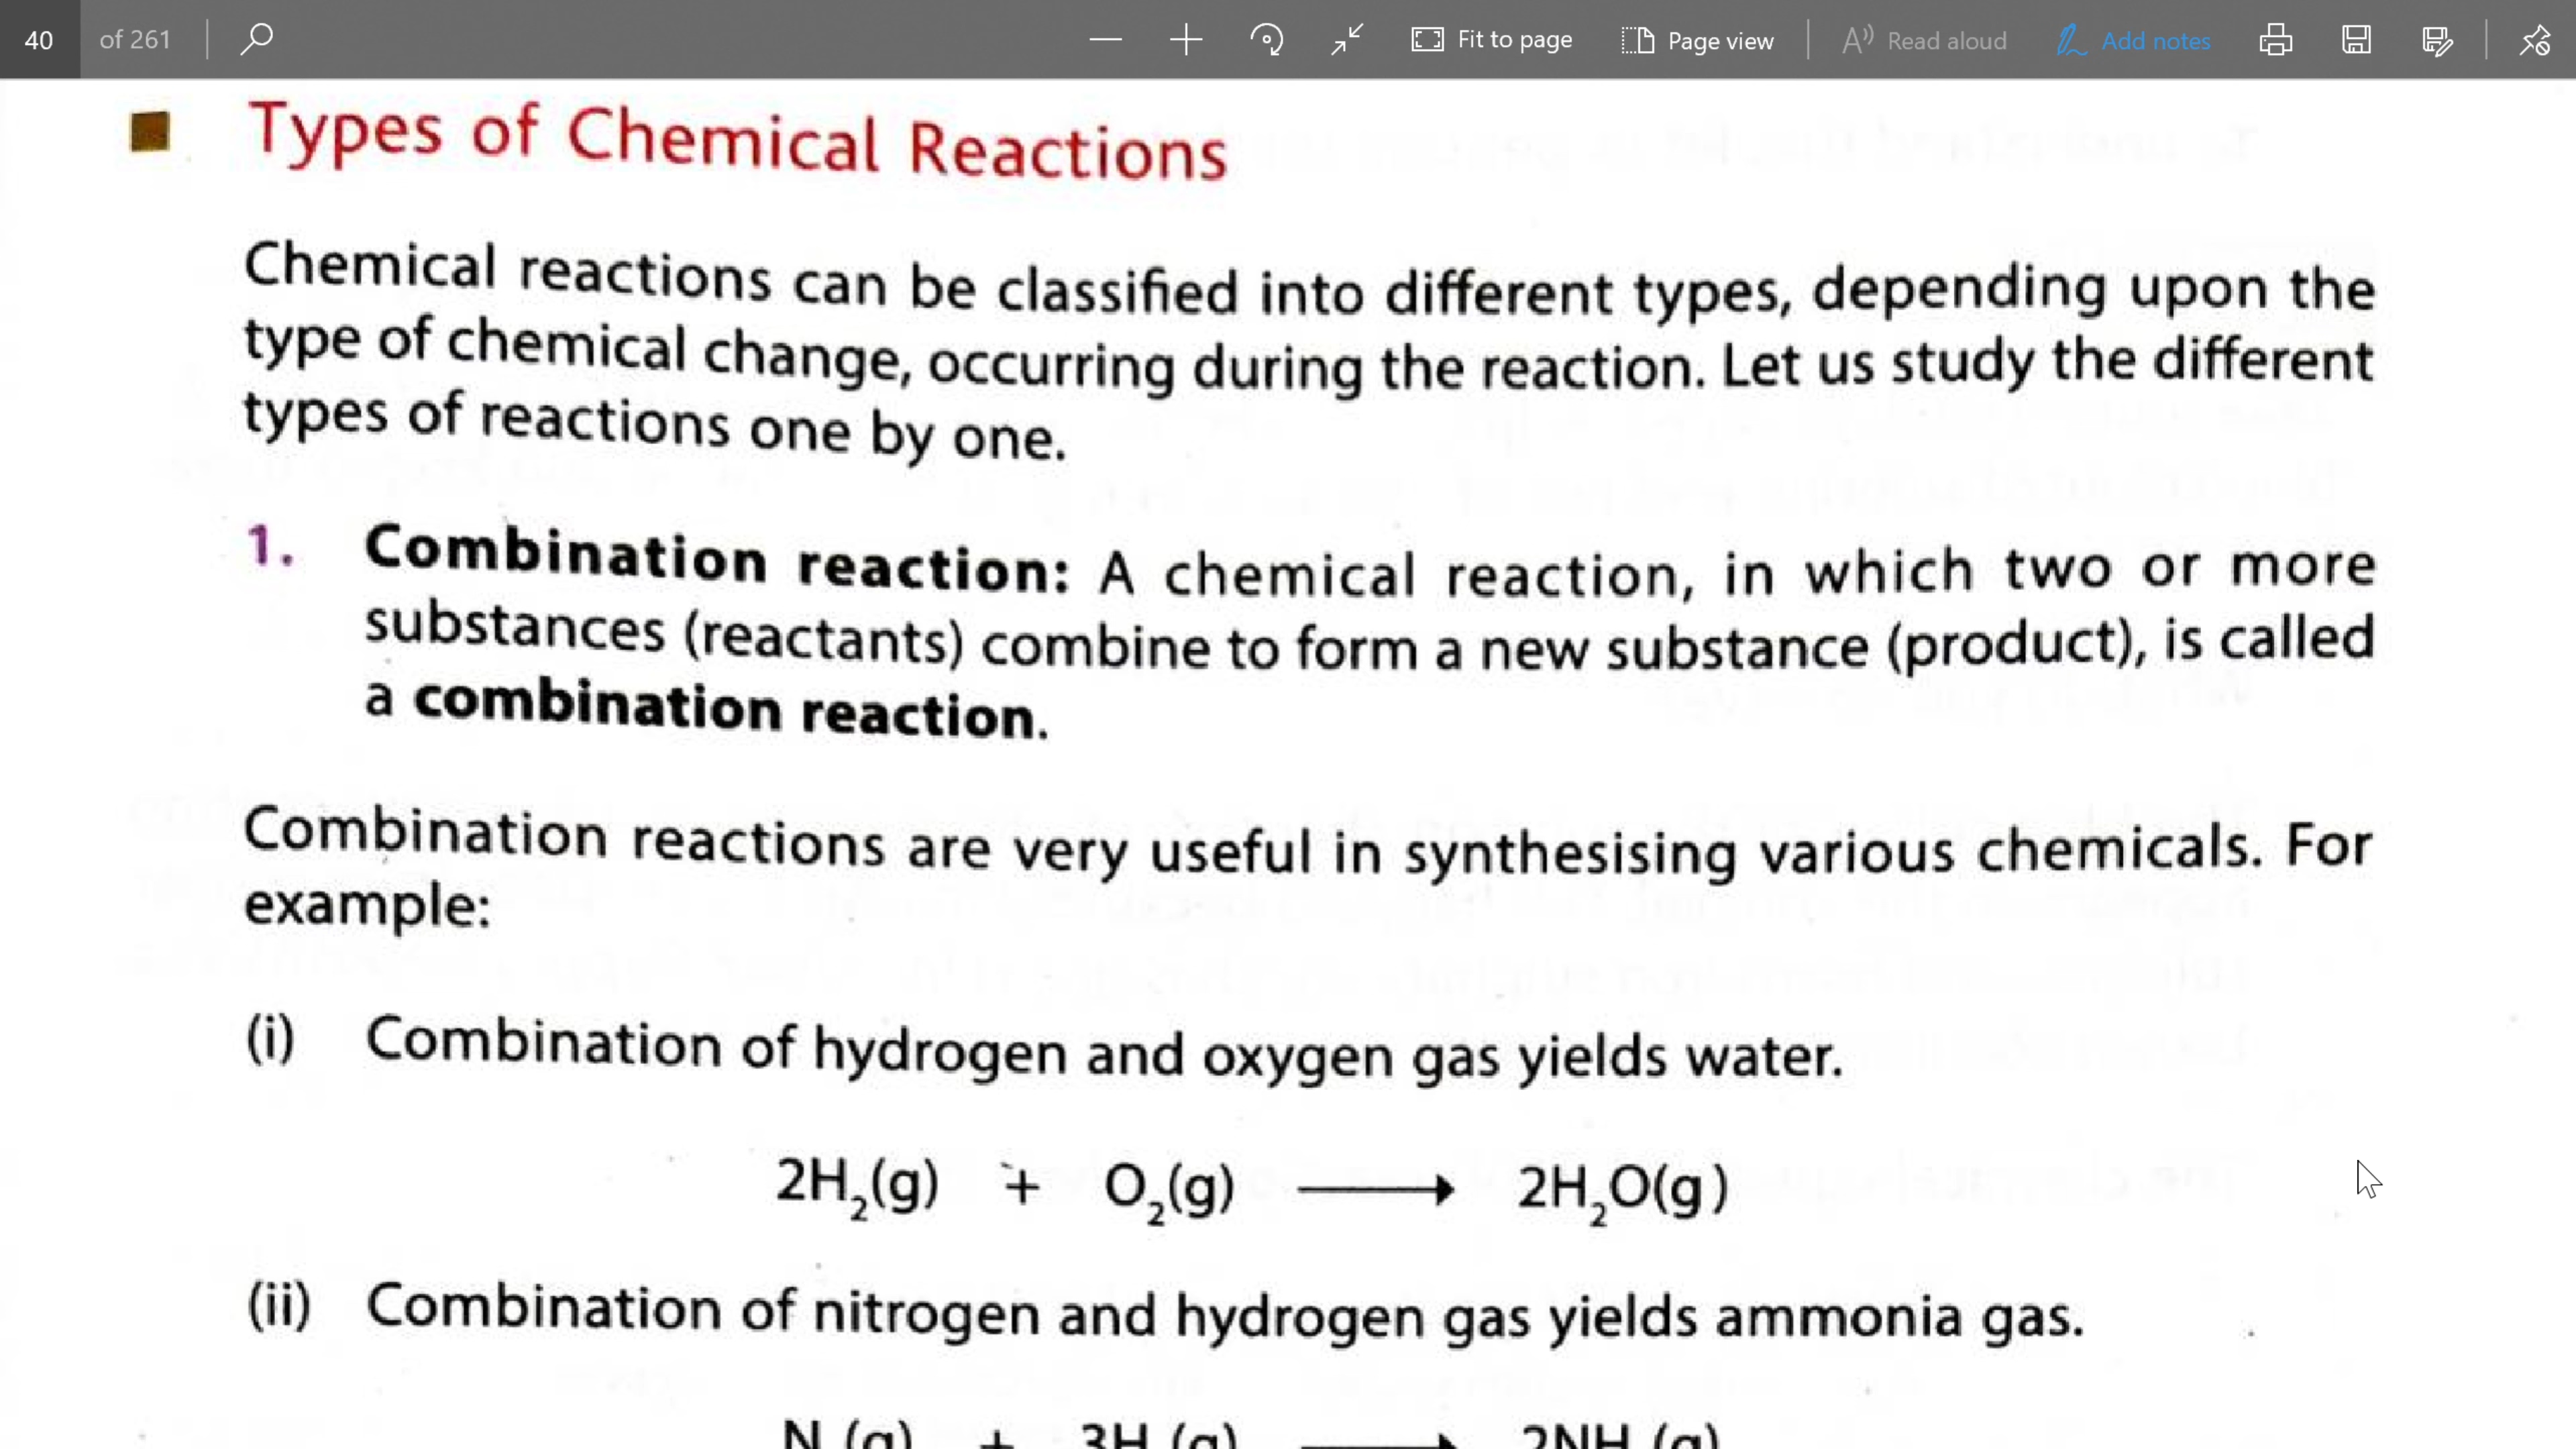 40 of 261 Fit to page Page view Read aloud Add notes
Types of Chemical Reactions
Chemical reactions can be classified into different types, depending upon the
type of chemical change, occurring during the reaction. Let us study the different
types of reactions one by one.
1. Combination reaction: A chemical reaction, in which two or more
substances (reactants) combine to form a new substance (product), is called
a combination reaction.
Combination reactions are very useful in synthesising various chemicals. For
example:
(i) Combination of hydrogen and oxygen gas yields water.
2H₂(g) + O₂(g) ⟶ 2H₂O(g)
(ii) Combination of nitrogen and hydrogen gas yields ammonia gas.
N (g) + 3H (g) ⟶ 2NH (g)